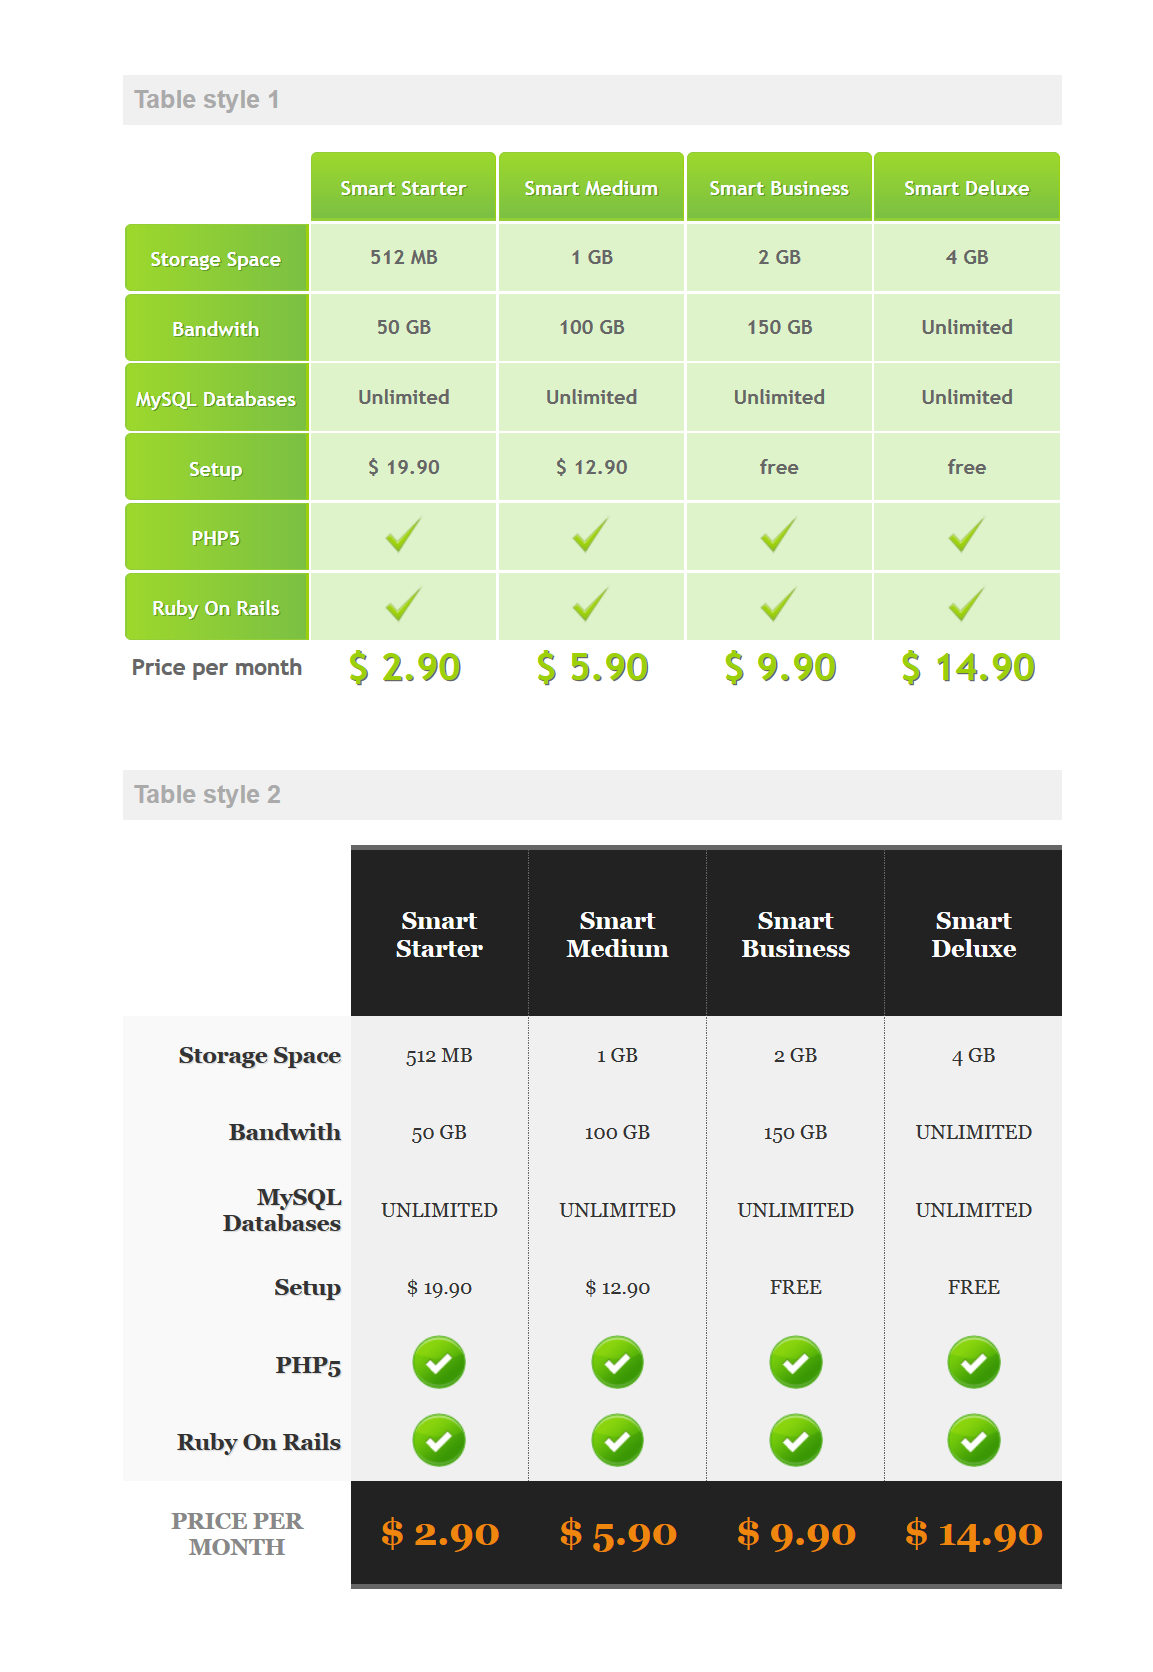 Table style 1
Smart Starter Smart Medium Smart Business Smart Deluxe
Storage Space 512 MB 1 GB 2 GB 4 GB
Bandwith 50 GB 100 GB 150 GB Unlimited
MySQL Databases Unlimited Unlimited Unlimited Unlimited
Setup $ 19.90 $ 12.90 free free
PHP5
Ruby On Rails
Price per month $ 2.90 $ 5.90 $ 9.90 $ 14.90
Table style 2
Smart Smart Smart Smart
Starter Medium Business Deluxe
Storage Space 512 MB 1 GB 2 GB 4 GB
Bandwith 50 GB 100 GB 150 GB UNLIMITED
MySQL
Databases UNLIMITED UNLIMITED UNLIMITED UNLIMITED
Setup $ 19.90 $ 12.90 FREE FREE
PHP5
Ruby On Rails
PRICE PER
MONTH $ 2.90 $ 5.90 $ 9.90 $ 14.90